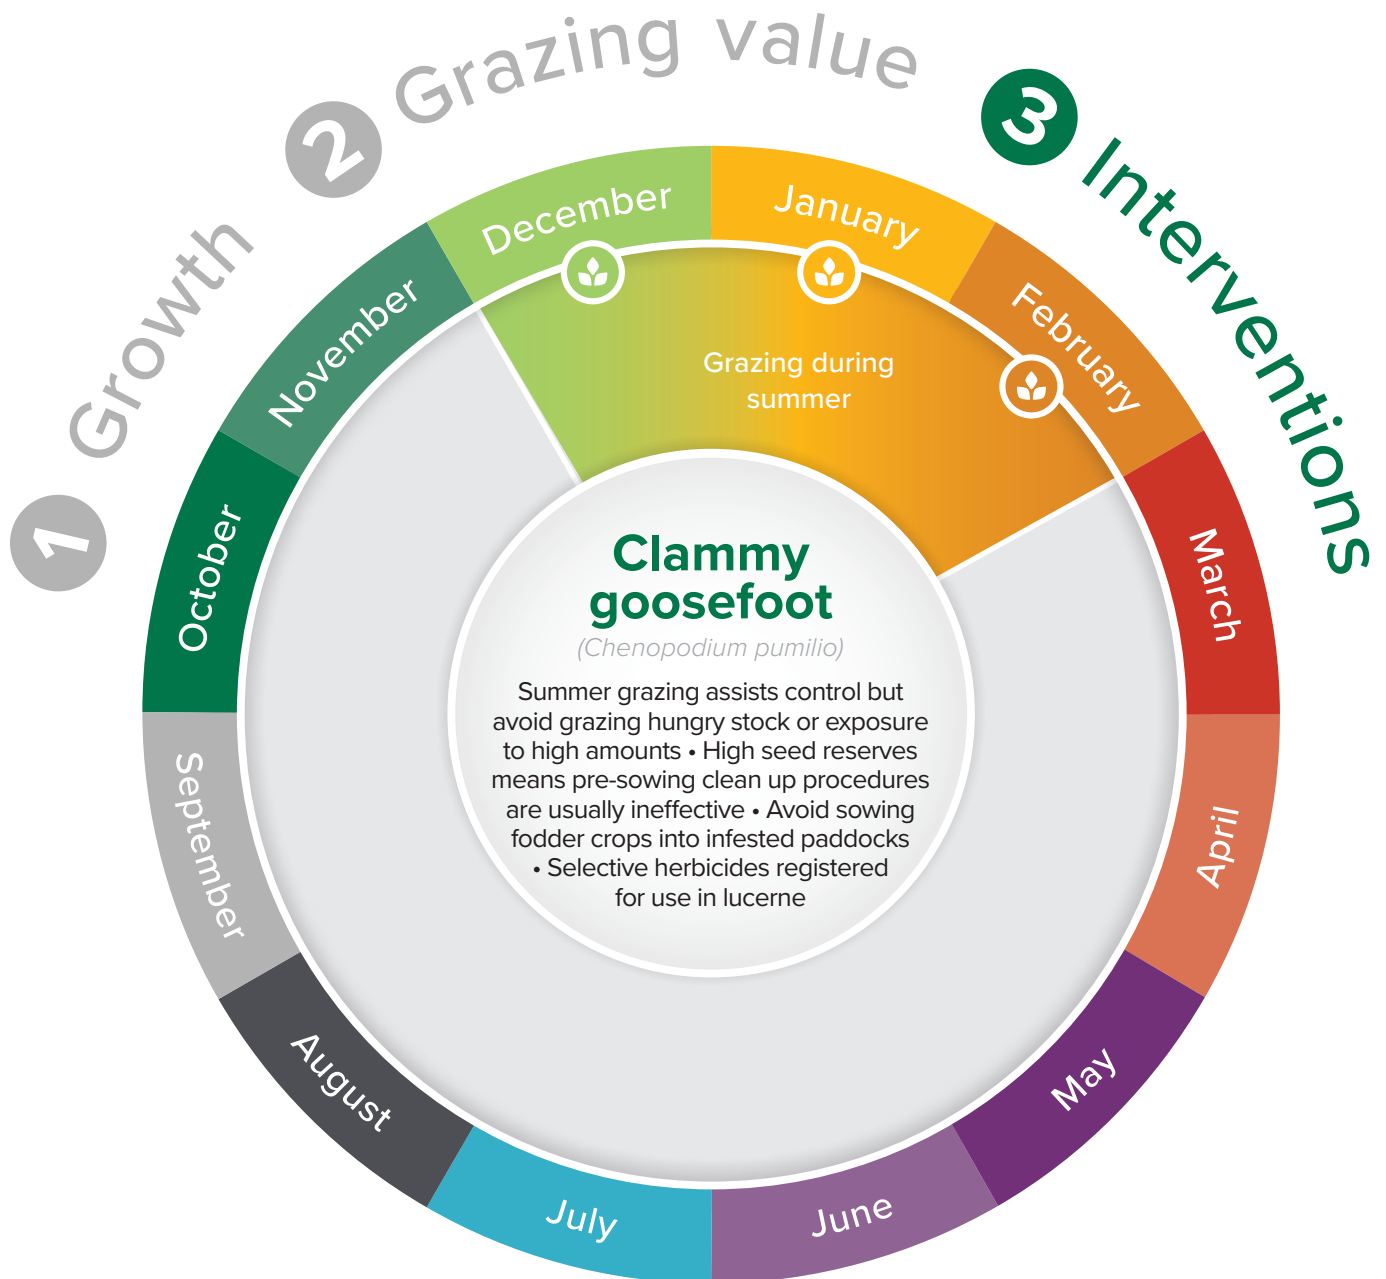 1 Growth
2 Grazing value
3 Interventions
December
January
February
March
April
May
June
July
August
September
October
November
Grazing during
summer
Clammy
goosefoot
(Chenopodium pumilio)
Summer grazing assists control but
avoid grazing hungry stock or exposure
to high amounts • High seed reserves
means pre-sowing clean up procedures
are usually ineffective • Avoid sowing
fodder crops into infested paddocks
• Selective herbicides registered
for use in lucerne